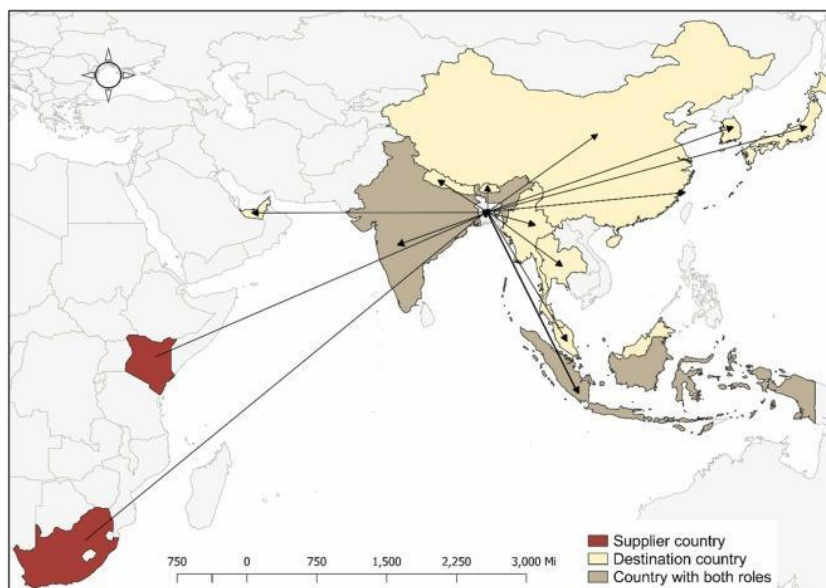 750 0 750 1,500 2,250 3,000 Mi
Supplier country
Destination country
Country with both roles